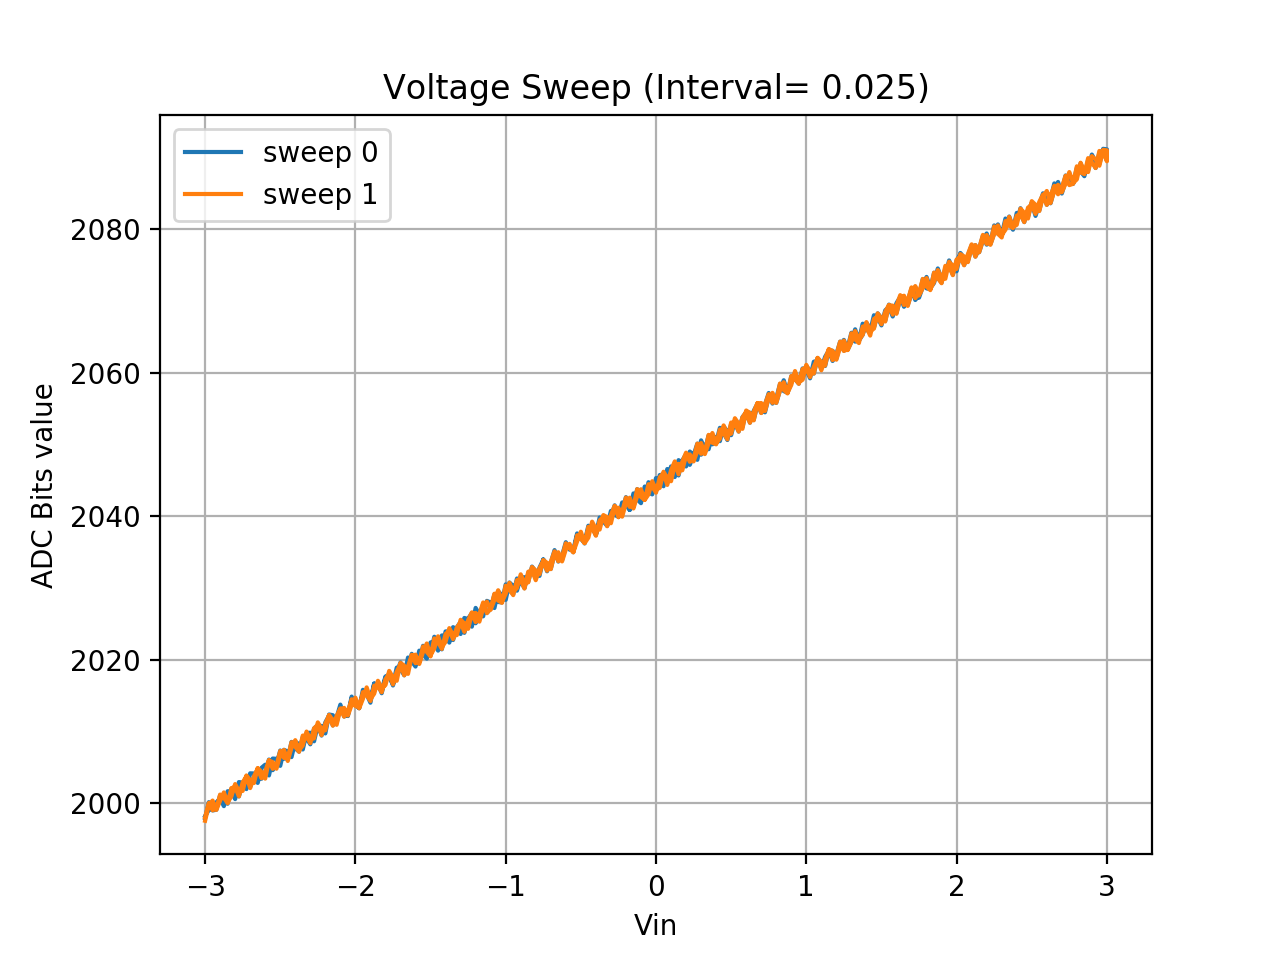 Voltage Sweep (Interval= 0.025)
sweep 0
sweep 1
ADC Bits value
2080
2060
2040
2020
2000
−3
−2
−1
0
1
2
3
Vin